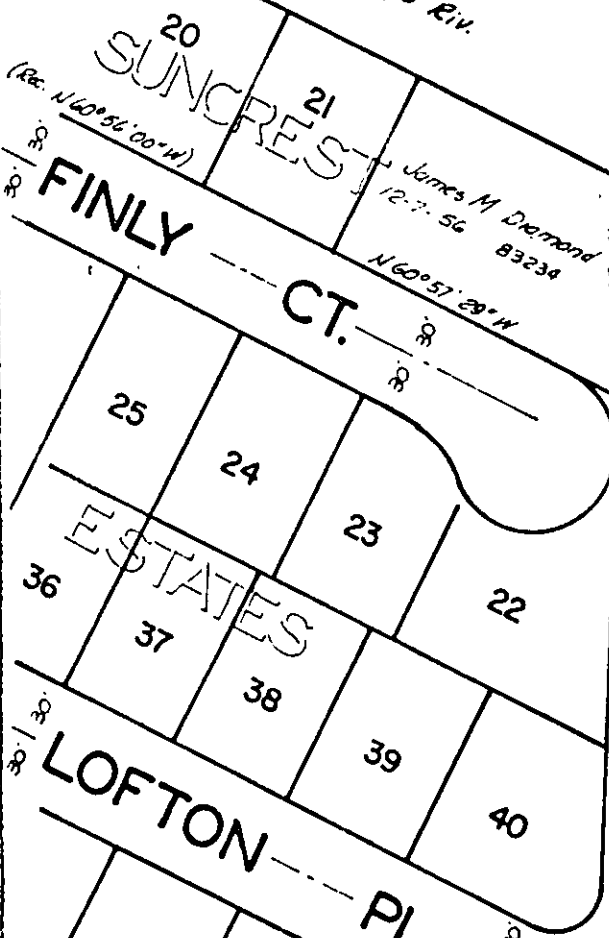 Riv.
20
SUNCREST
21
(Rec. N60°56'00"W)
30'
30'
James M Diamond
12-7-56 83234
FINLY CT.
N60°57'29"W
30'
30'
25
24
23
22
ESTATES
36
37
38
39
40
30'
30'
LOFTON